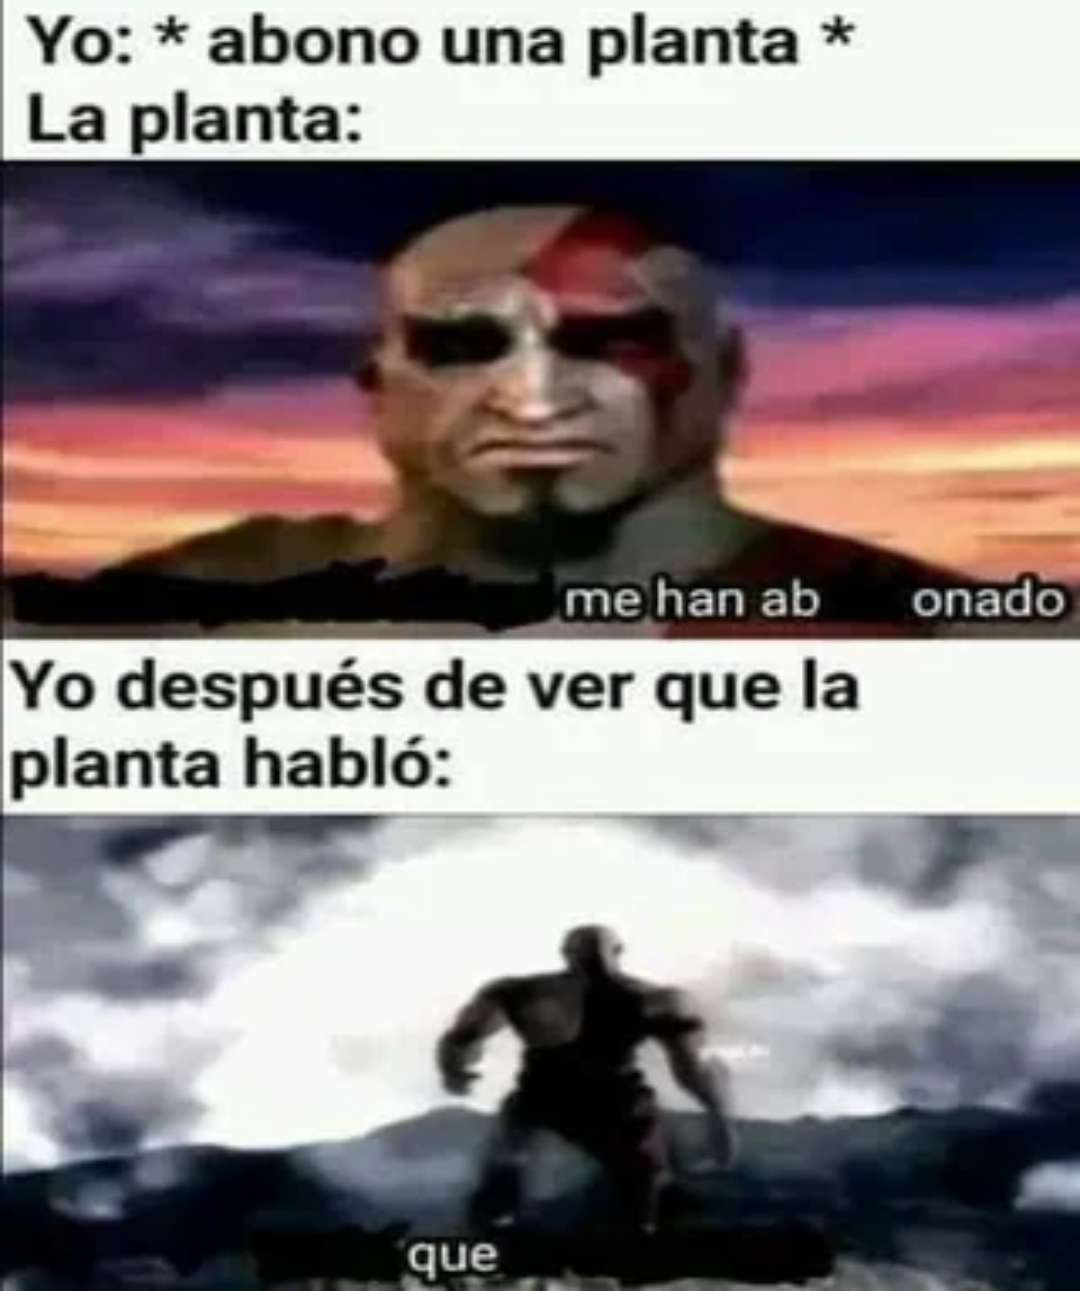 Yo: * abono una planta *
La planta:
me han ab onado
Yo después de ver que la
planta habló:
que